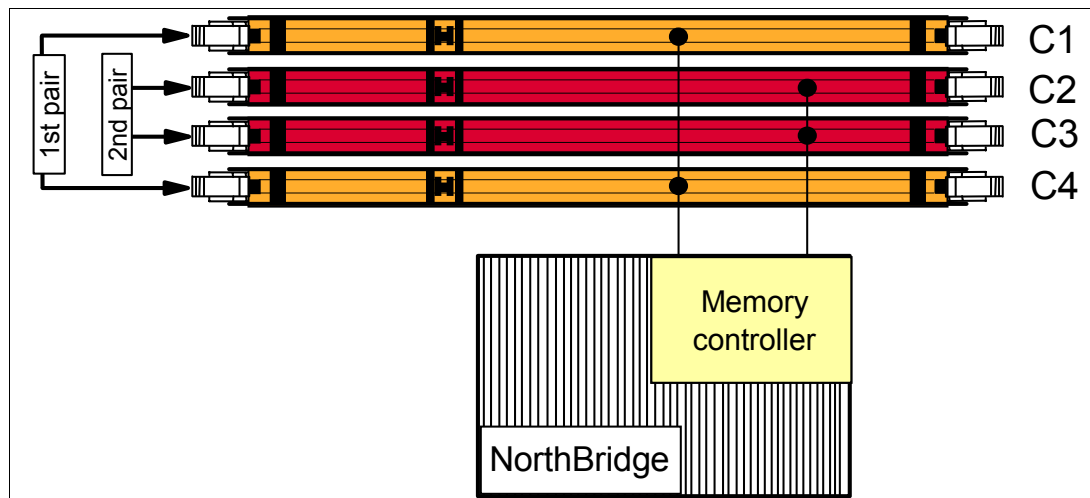 1st pair
2nd pair
C1
C2
C3
C4
Memory
controller
NorthBridge